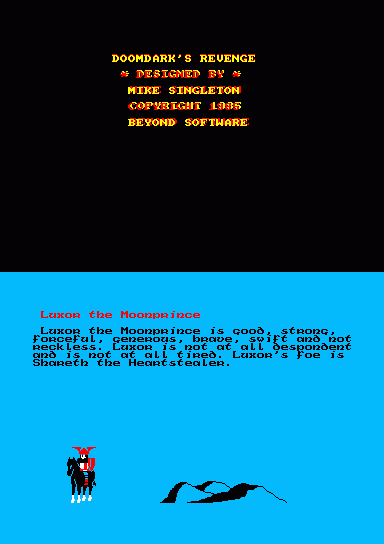 DOOMDARK'S REVENGE
* DESIGNED BY *
MIKE SINGLETON
COPYRIGHT 1985
BEYOND SOFTWARE
Luxor the Moonprince
Luxor the Moonprince is good, strong,
forceful, generous, brave, swift and not
reckless. Luxor is not at all despondent
and is not at all tired. Luxor's foe is
Shareth the Heartstealer.